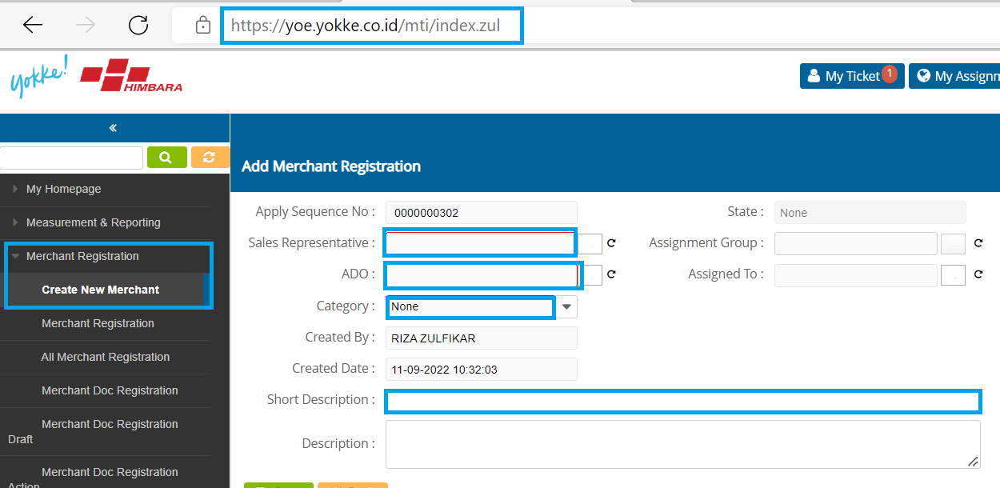 https://yoe.yokke.co.id/mti/index.zul
yokke!
HIMBARA
My Ticket 1
My Assignm
«
Add Merchant Registration
My Homepage
Measurement & Reporting
Merchant Registration
Create New Merchant
Merchant Registration
All Merchant Registration
Merchant Doc Registration
Merchant Doc Registration
Draft
Merchant Doc Registration
Action
Apply Sequence No : 0000000302
State : None
Sales Representative :
Assignment Group :
ADO :
Assigned To :
Category : None
Created By : RIZA ZULFIKAR
Created Date : 11-09-2022 10:32:03
Short Description :
Description :